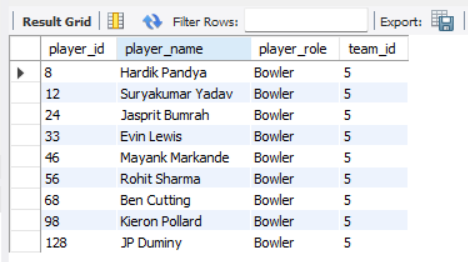 Result Grid Filter Rows: Export:
player_id player_name player_role team_id
8 Hardik Pandya Bowler 5
12 Suryakumar Yadav Bowler 5
24 Jasprit Bumrah Bowler 5
33 Evin Lewis Bowler 5
46 Mayank Markande Bowler 5
56 Rohit Sharma Bowler 5
68 Ben Cutting Bowler 5
98 Kieron Pollard Bowler 5
128 JP Duminy Bowler 5